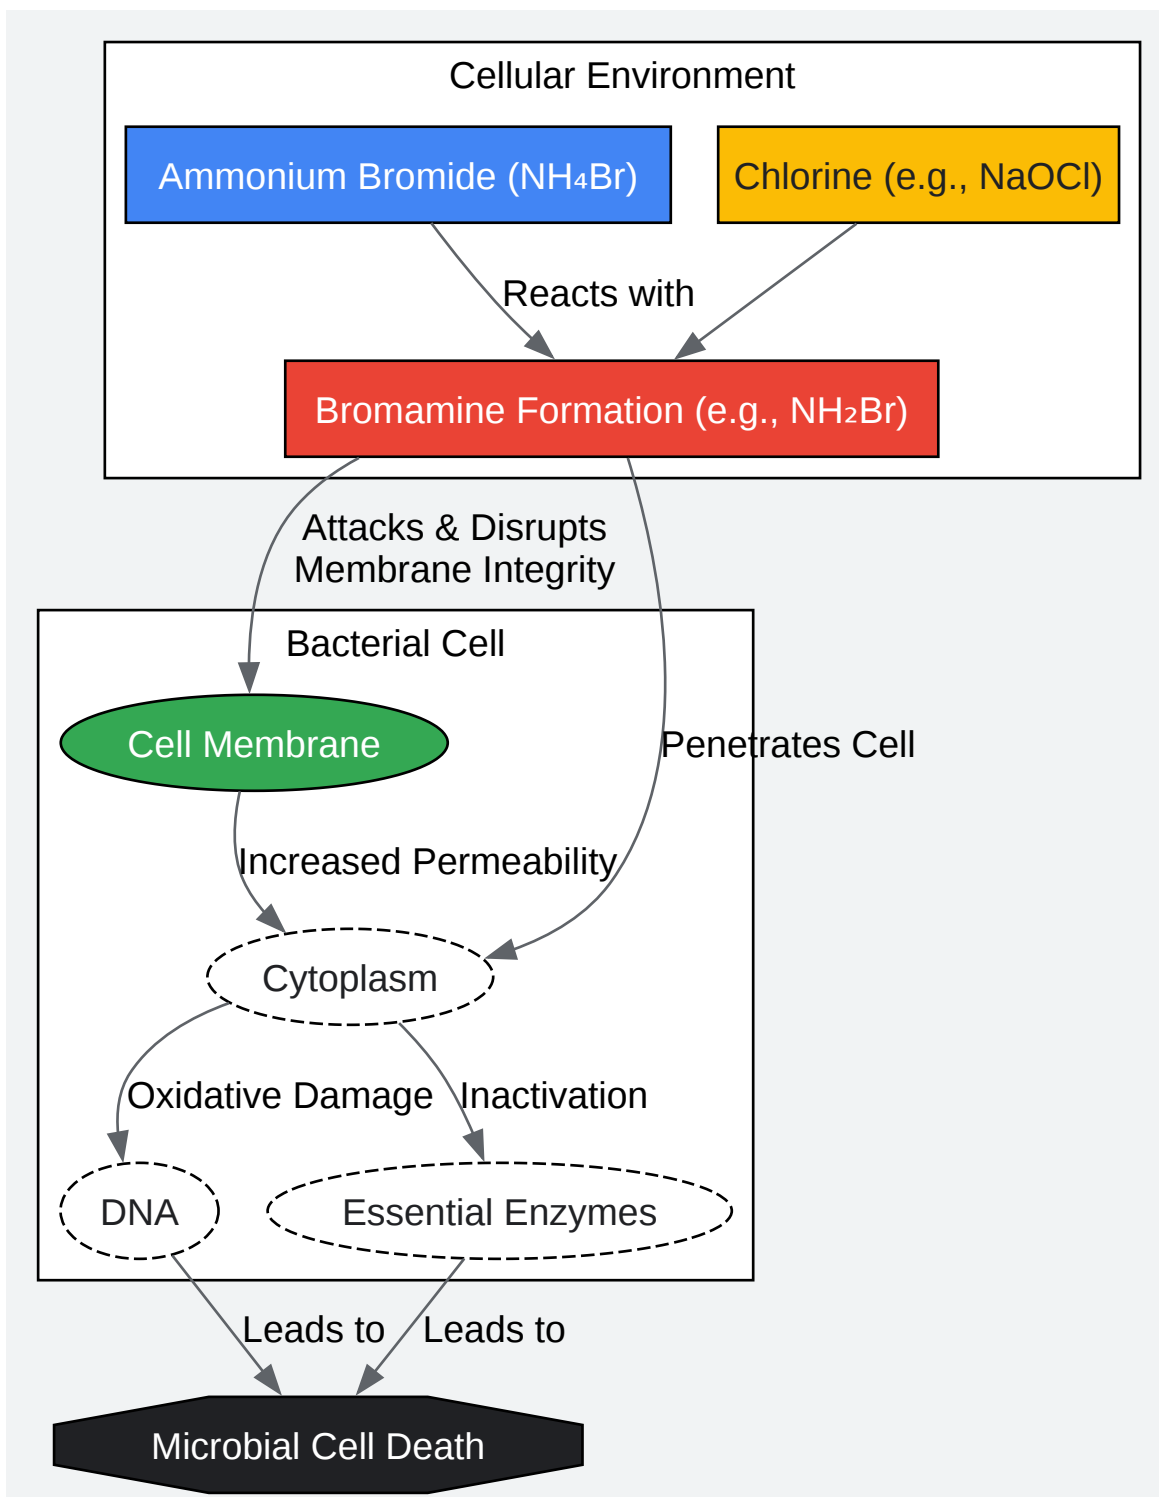 Cellular Environment
Ammonium Bromide (NH₄Br)
Chlorine (e.g., NaOCl)
Reacts with
Bromamine Formation (e.g., NH₂Br)
Attacks & Disrupts
Membrane Integrity
Bacterial Cell
Cell Membrane
Penetrates Cell
Increased Permeability
Cytoplasm
Oxidative Damage
Inactivation
DNA
Essential Enzymes
Leads to
Leads to
Microbial Cell Death